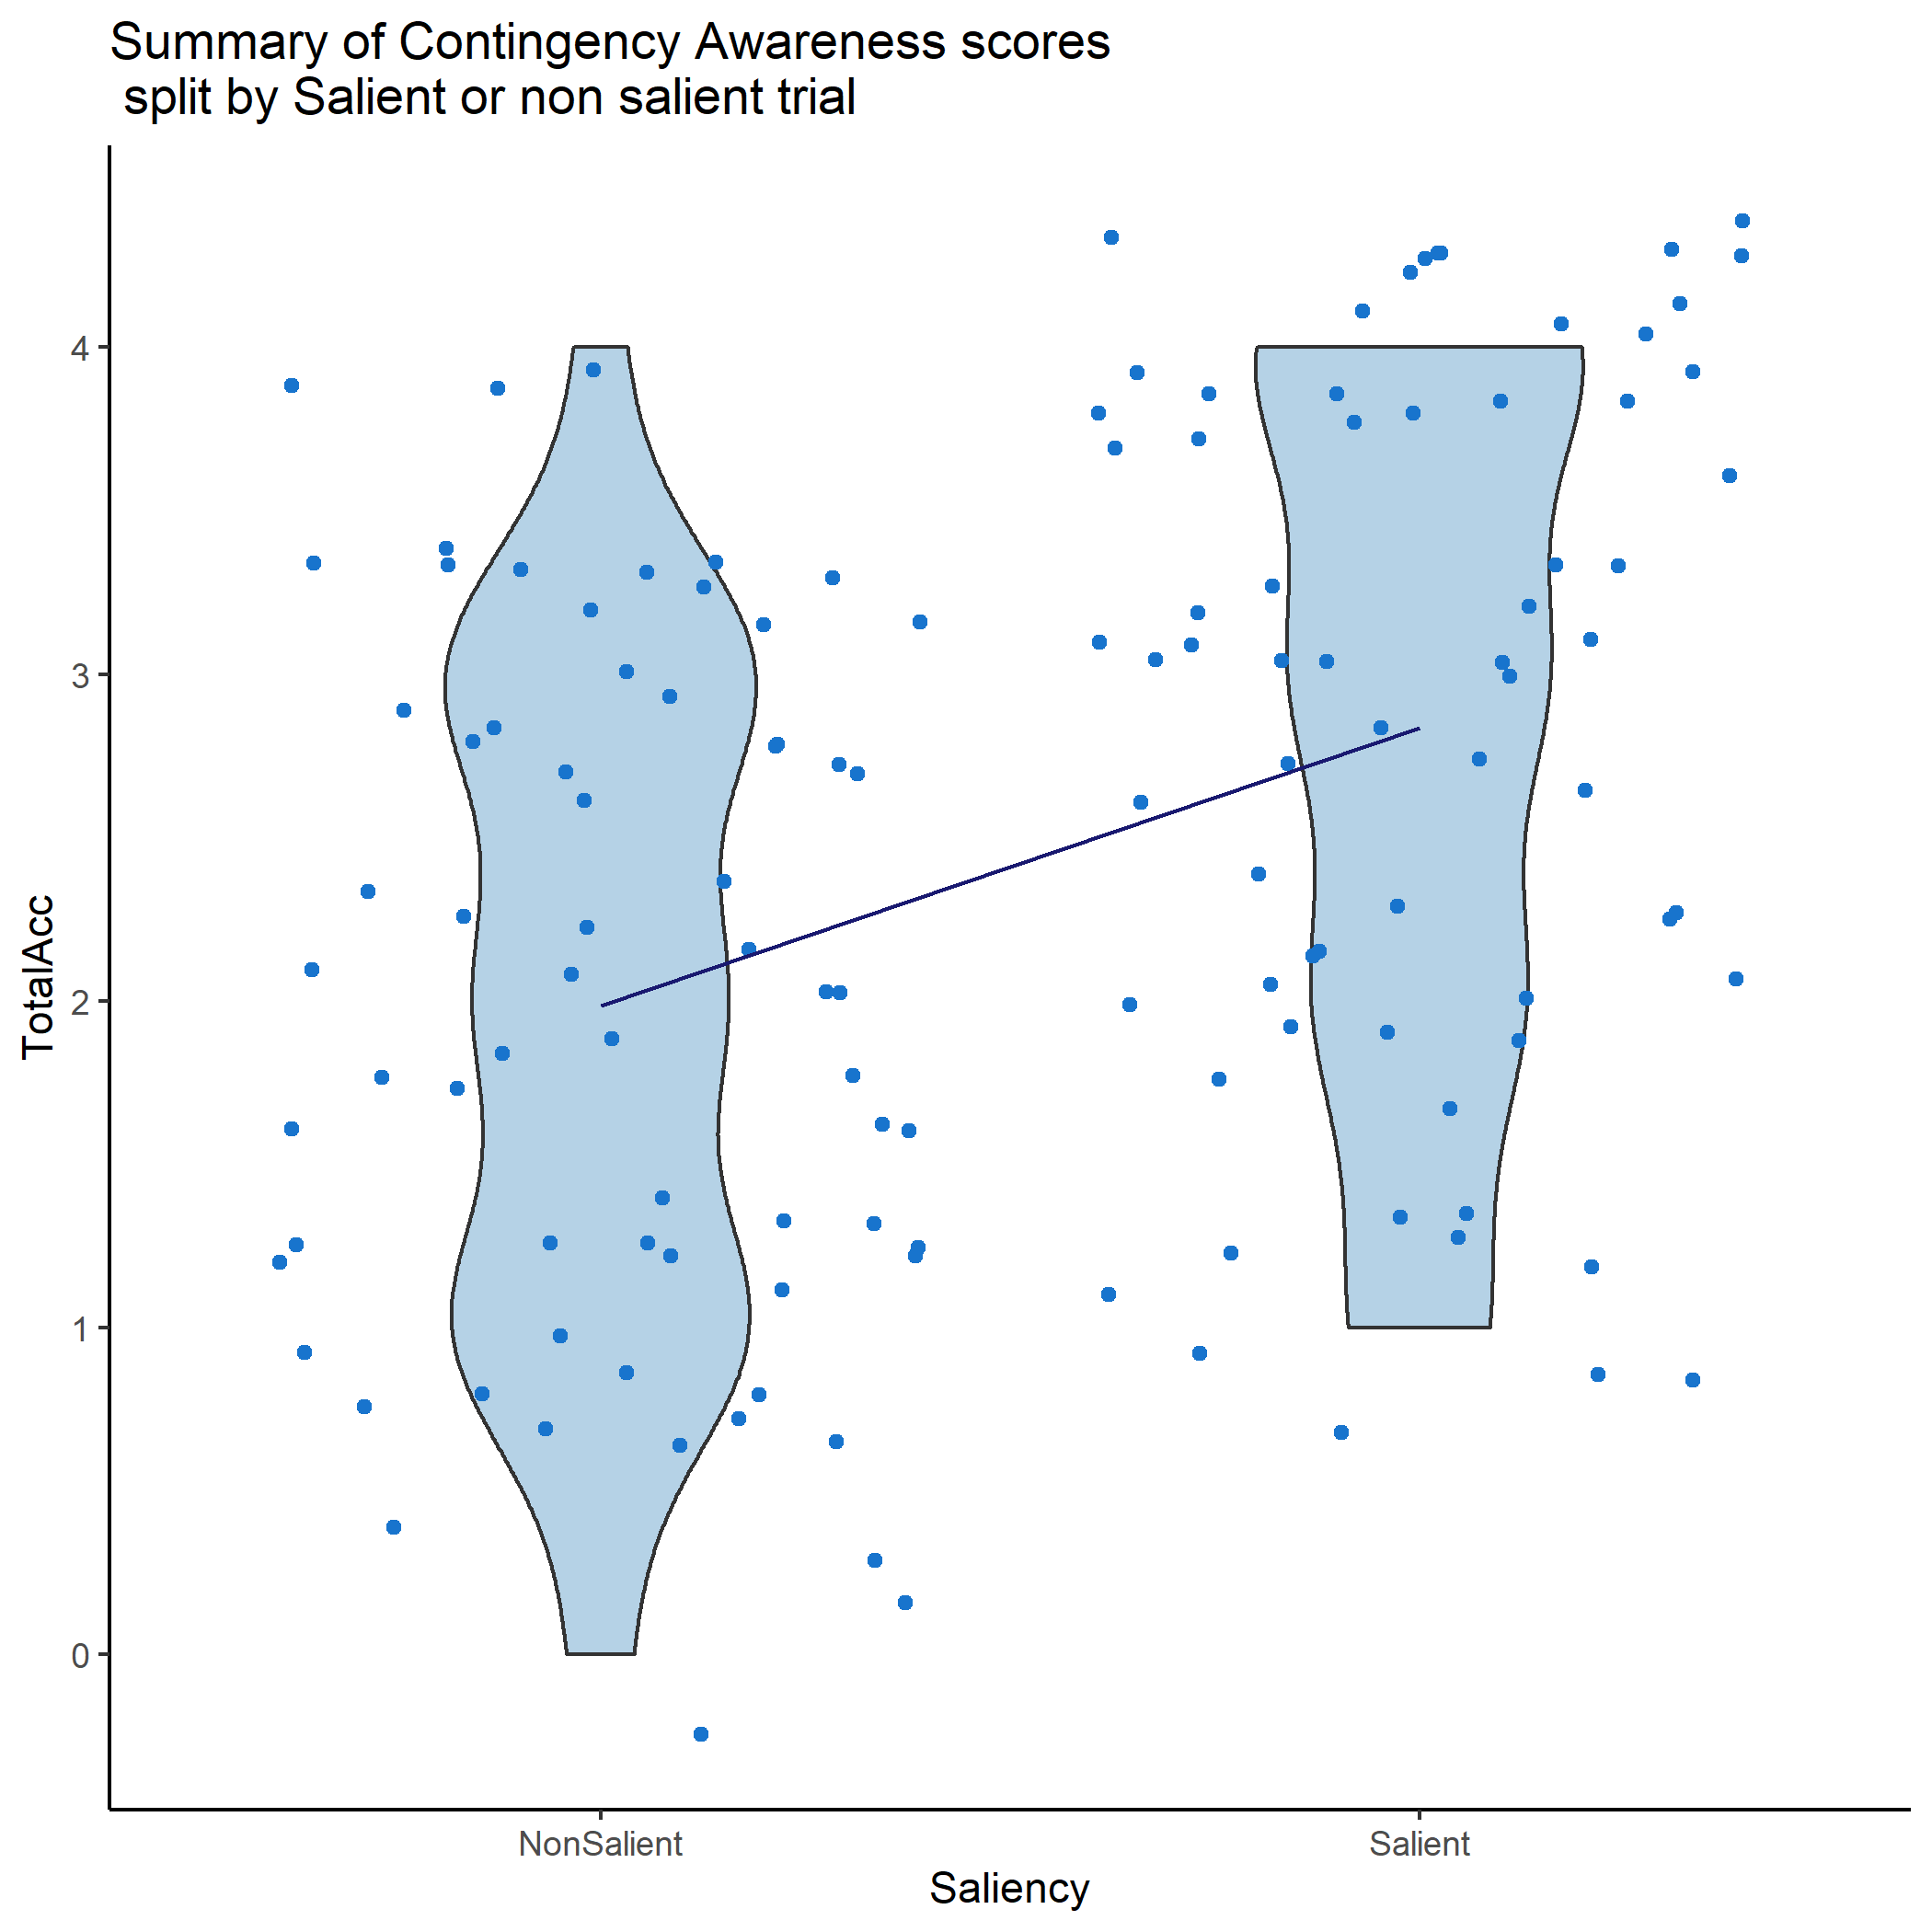 Summary of Contingency Awareness scores
split by Salient or non salient trial
TotalAcc
4
3
2
1
0
NonSalient
Salient
Saliency